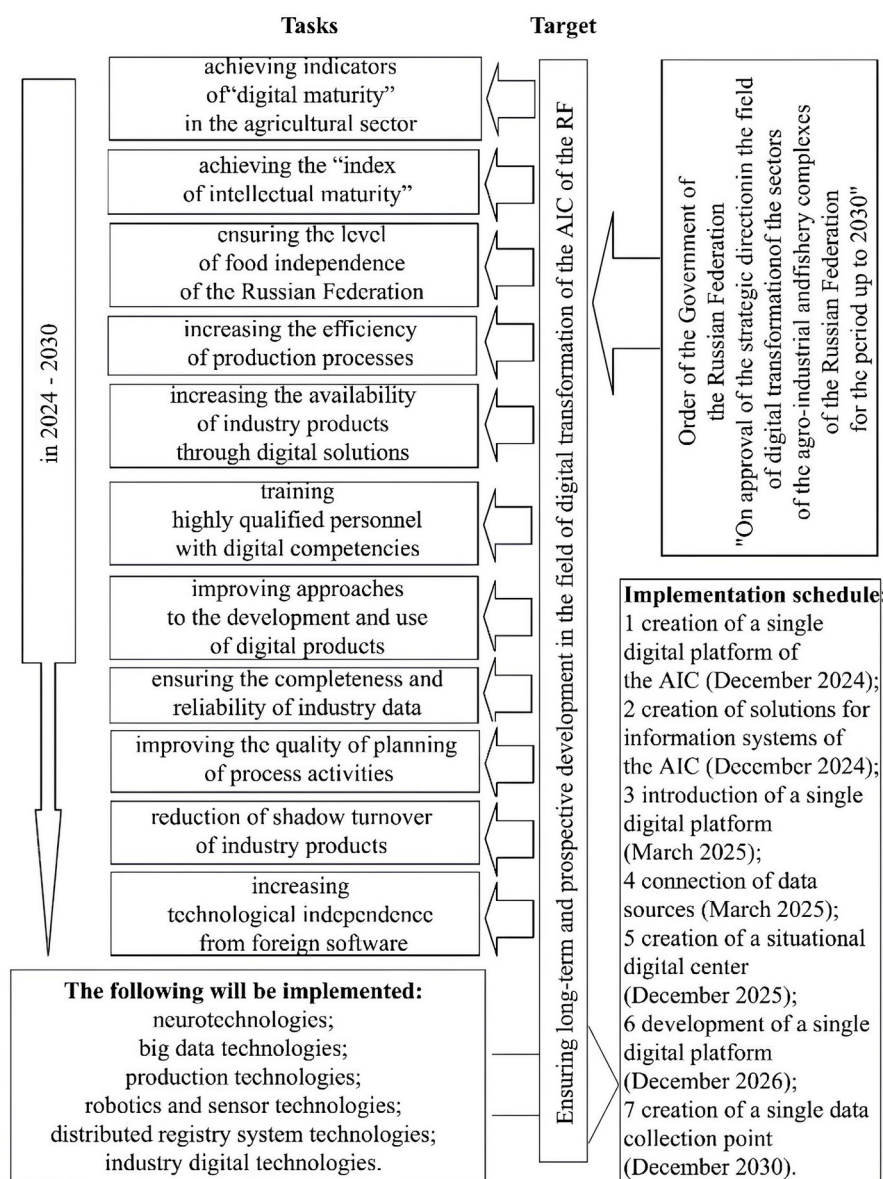 Tasks
Target
in 2024 - 2030
achieving indicators
of“digital maturity”
in the agricultural sector
achieving the “index
of intellectual maturity”
ensuring the level
of food independence
of the Russian Federation
increasing the efficiency
of production processes
increasing the availability
of industry products
through digital solutions
training
highly qualified personnel
with digital competencies
improving approaches
to the development and use
of digital products
ensuring the completeness and
reliability of industry data
improving the quality of planning
of process activities
reduction of shadow turnover
of industry products
increasing
technological independence
from foreign software
Ensuring long-term and prospective development in the field of digital transformation of the AIC of the RF
Order of the Government of
the Russian Federation
"On approval of the strategic directionin the field
of digital transformationof the sectors
of the agro-industrial andfishery complexes
of the Russian Federation
for the period up to 2030"
The following will be implemented:
neurotechnologies;
big data technologies;
production technologies;
robotics and sensor technologies;
distributed registry system technologies;
industry digital technologies.
Implementation schedule:
1 creation of a single
digital platform of
the AIC (December 2024);
2 creation of solutions for
information systems of
the AIC (December 2024);
3 introduction of a single
digital platform
(March 2025);
4 connection of data
sources (March 2025);
5 creation of a situational
digital center
(December 2025);
6 development of a single
digital platform
(December 2026);
7 creation of a single data
collection point
(December 2030).